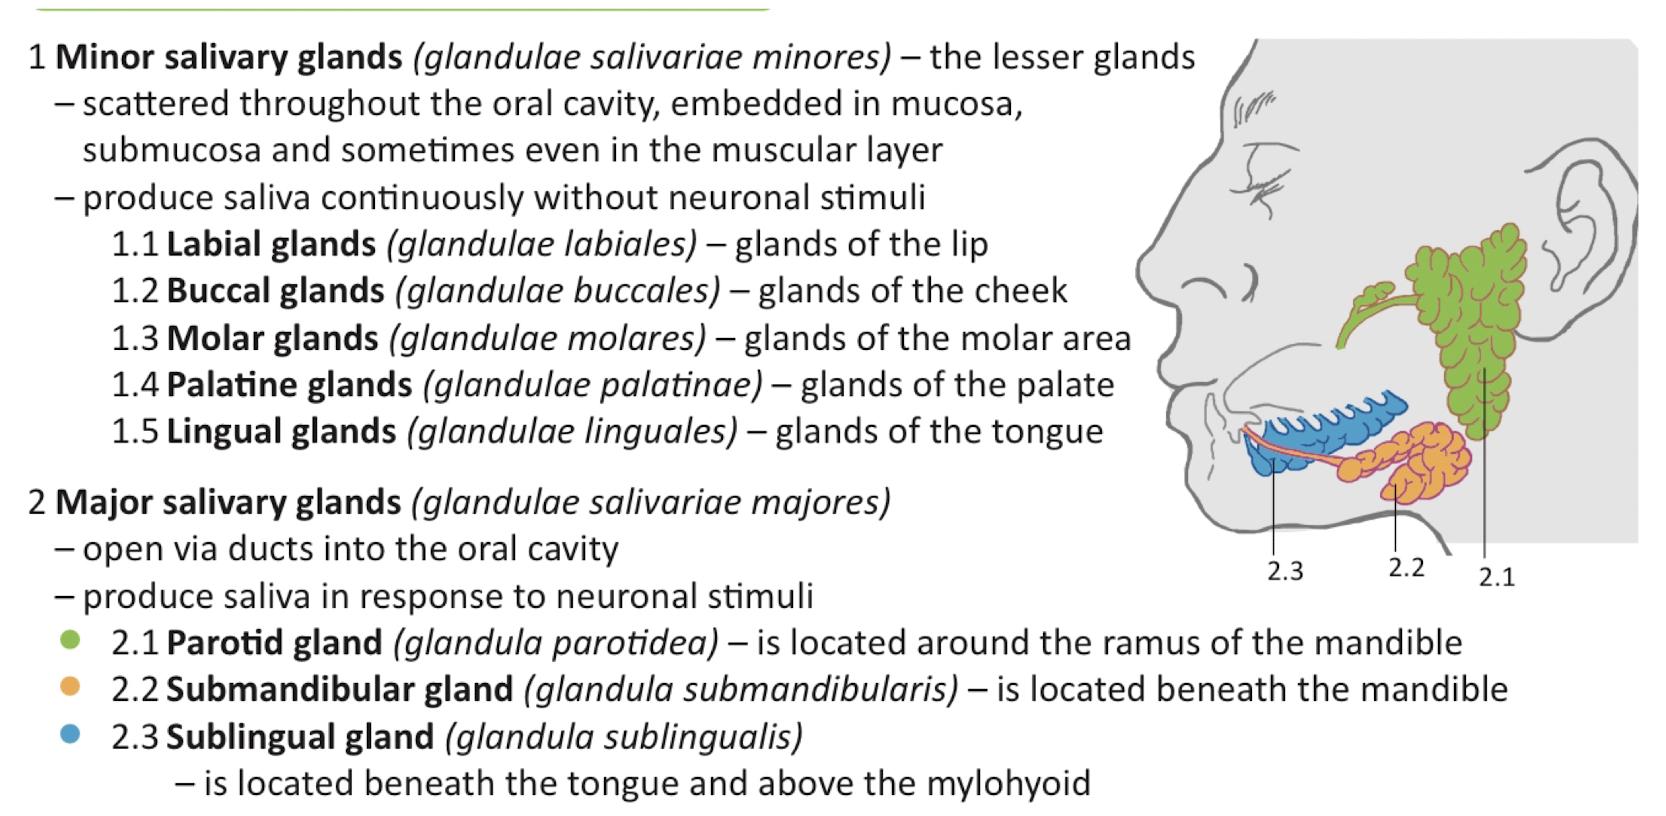 1 Minor salivary glands (glandulae salivariae minores) – the lesser glands
– scattered throughout the oral cavity, embedded in mucosa,
submucosa and sometimes even in the muscular layer
– produce saliva continuously without neuronal stimuli
1.1 Labial glands (glandulae labiales) – glands of the lip
1.2 Buccal glands (glandulae buccales) – glands of the cheek
1.3 Molar glands (glandulae molares) – glands of the molar area
1.4 Palatine glands (glandulae palatinae) – glands of the palate
1.5 Lingual glands (glandulae linguales) – glands of the tongue
2 Major salivary glands (glandulae salivariae majores)
– open via ducts into the oral cavity
– produce saliva in response to neuronal stimuli
2.1 Parotid gland (glandula parotidea) – is located around the ramus of the mandible
2.2 Submandibular gland (glandula submandibularis) – is located beneath the mandible
2.3 Sublingual gland (glandula sublingualis)
– is located beneath the tongue and above the mylohyoid
2.3
2.2
2.1